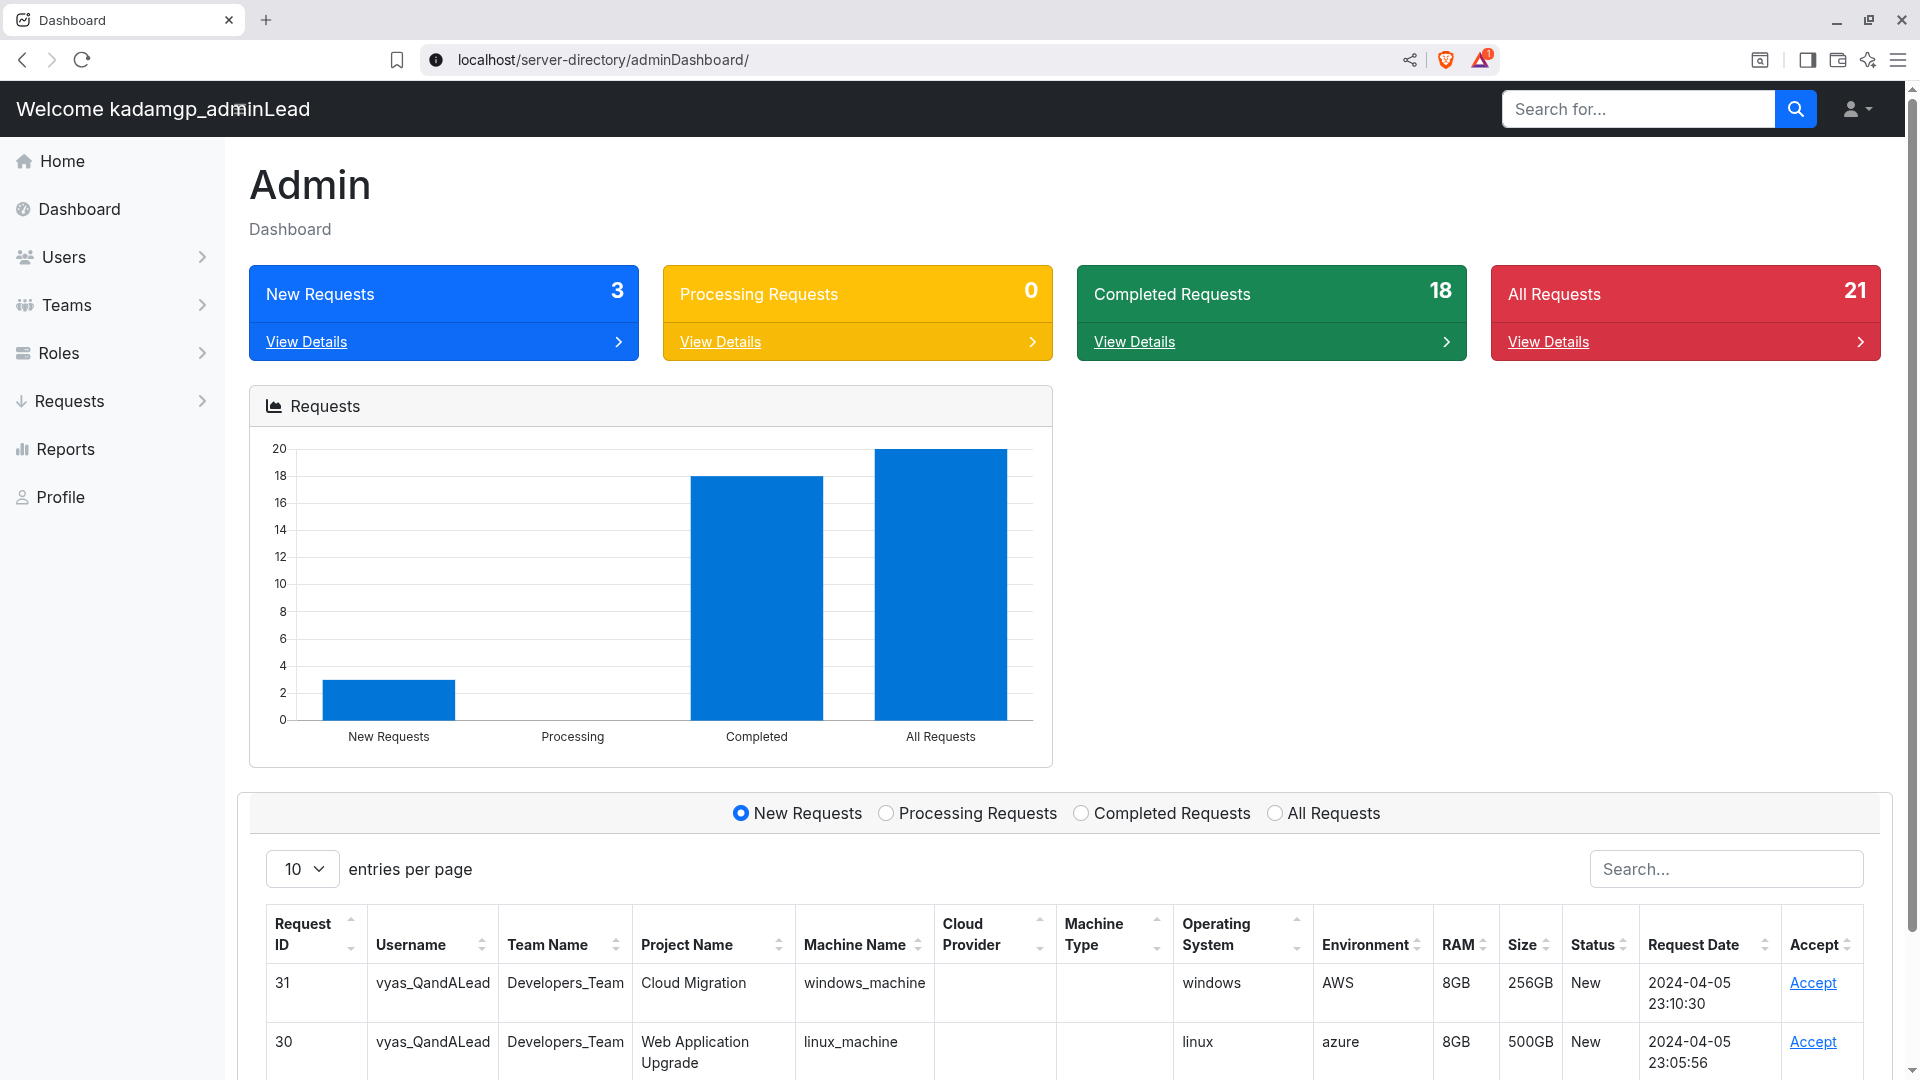 Dashboard
localhost/server-directory/adminDashboard/
1
Welcome kadamgp_adminLead
Search for...
Home
Dashboard
Users
Teams
Roles
Requests
Reports
Profile
Admin
Dashboard
New Requests 3
View Details
Processing Requests 0
View Details
Completed Requests 18
View Details
All Requests 21
View Details
Requests
20
18
16
14
12
10
8
6
4
2
0
New Requests Processing Completed All Requests
New Requests Processing Requests Completed Requests All Requests
10 entries per page
Search...
Request ID Username Team Name Project Name Machine Name Cloud Provider Machine Type Operating System Environment RAM Size Status Request Date Accept
31 vyas_QandALead Developers_Team Cloud Migration windows_machine windows AWS 8GB 256GB New 2024-04-05 23:10:30 Accept
30 vyas_QandALead Developers_Team Web Application Upgrade linux_machine linux azure 8GB 500GB New 2024-04-05 23:05:56 Accept